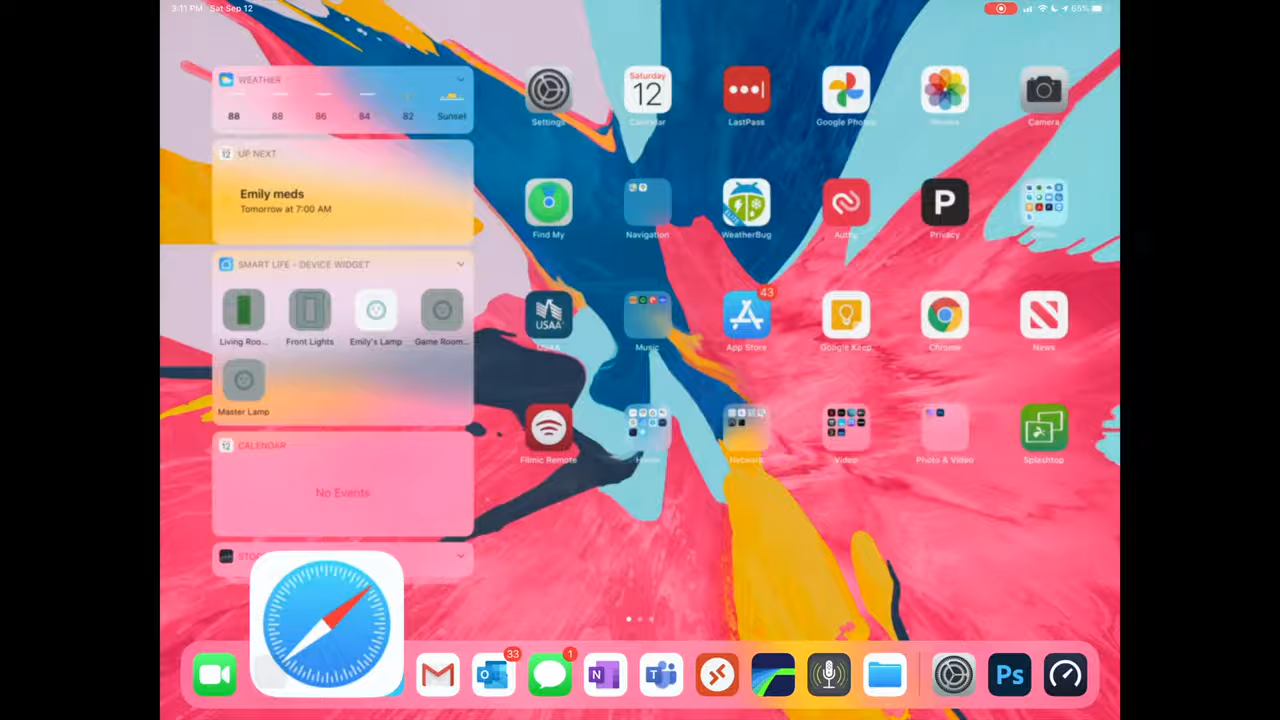 3:11 PM Sat Sep 12
65%
WEATHER
88 88 86 84 82 Sunset
12 UP NEXT
Emily meds
Tomorrow at 7:00 AM
SMART LIFE - DEVICE WIDGET
Living Roo... Front Lights Emily's Lamp Game Room...
Master Lamp
12 CALENDAR
No Events
Saturday
12
Settings Calendar LastPass Google Photos Photos Camera
P
Find My Navigation WeatherBug Authy Privacy
USAA
43
USAA Music App Store Google Keep Chrome News
Filmic Remote Home Network Video Photo & Video Splashtop
33
1
N
T
Ps